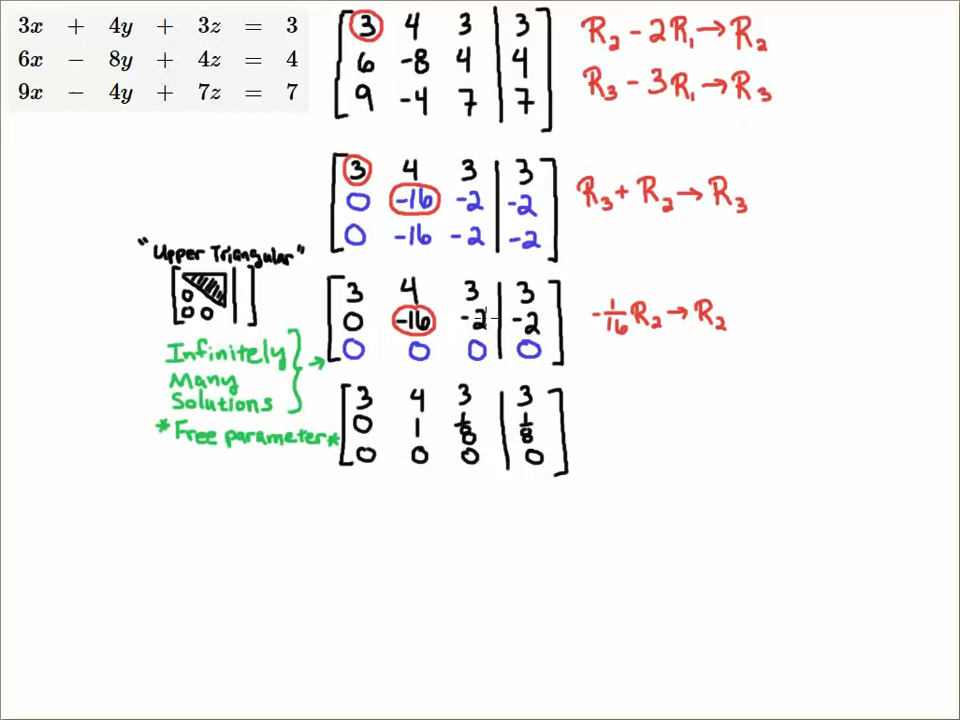 3x + 4y + 3z = 3
6x − 8y + 4z = 4
9x − 4y + 7z = 7
3 4 3 | 3
6 -8 4 | 4
9 -4 7 | 7
R2 - 2R1 → R2
R3 - 3R1 → R3
3 4 3 | 3
0 -16 -2 | -2
0 -16 -2 | -2
R3 + R2 → R3
"Upper Triangular"
0
0 0
3 4 3 | 3
0 -16 -2 | -2
0 0 0 | 0
-1/16 R2 → R2
Infinitely
Many
Solutions
*Free parameter*
3 4 3 | 3
0 1 1/8 | 1/8
0 0 0 | 0